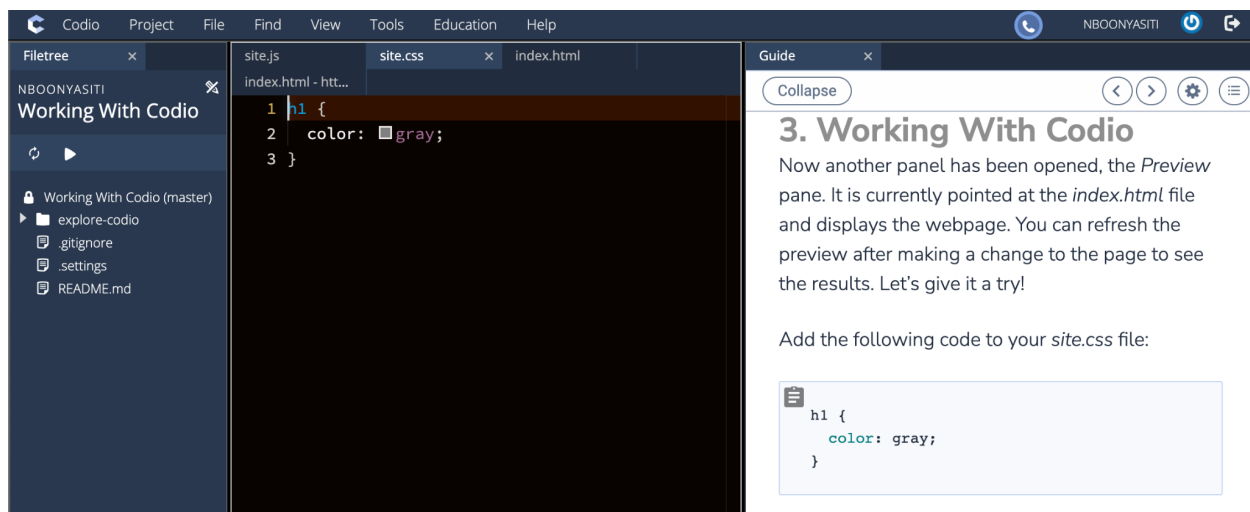 Codio Project File Find View Tools Education Help NBOONYASITI
Filetree ×
NBOONYASITI
Working With Codio
Working With Codio (master)
explore-codio
.gitignore
.settings
README.md
site.js site.css × index.html
index.html - htt...
1 h1 {
2 color: gray;
3 }
Guide ×
Collapse
3. Working With Codio
Now another panel has been opened, the Preview
pane. It is currently pointed at the index.html file
and displays the webpage. You can refresh the
preview after making a change to the page to see
the results. Let's give it a try!
Add the following code to your site.css file:
h1 {
color: gray;
}